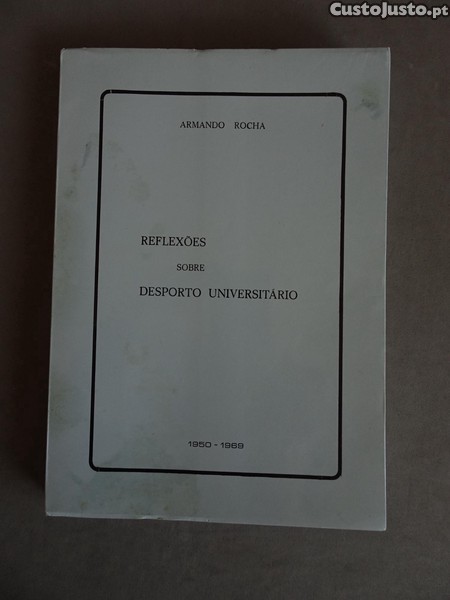 CustoJusto.pt
ARMANDO ROCHA
REFLEXÕES
SOBRE
DESPORTO UNIVERSITÁRIO
1950 - 1969